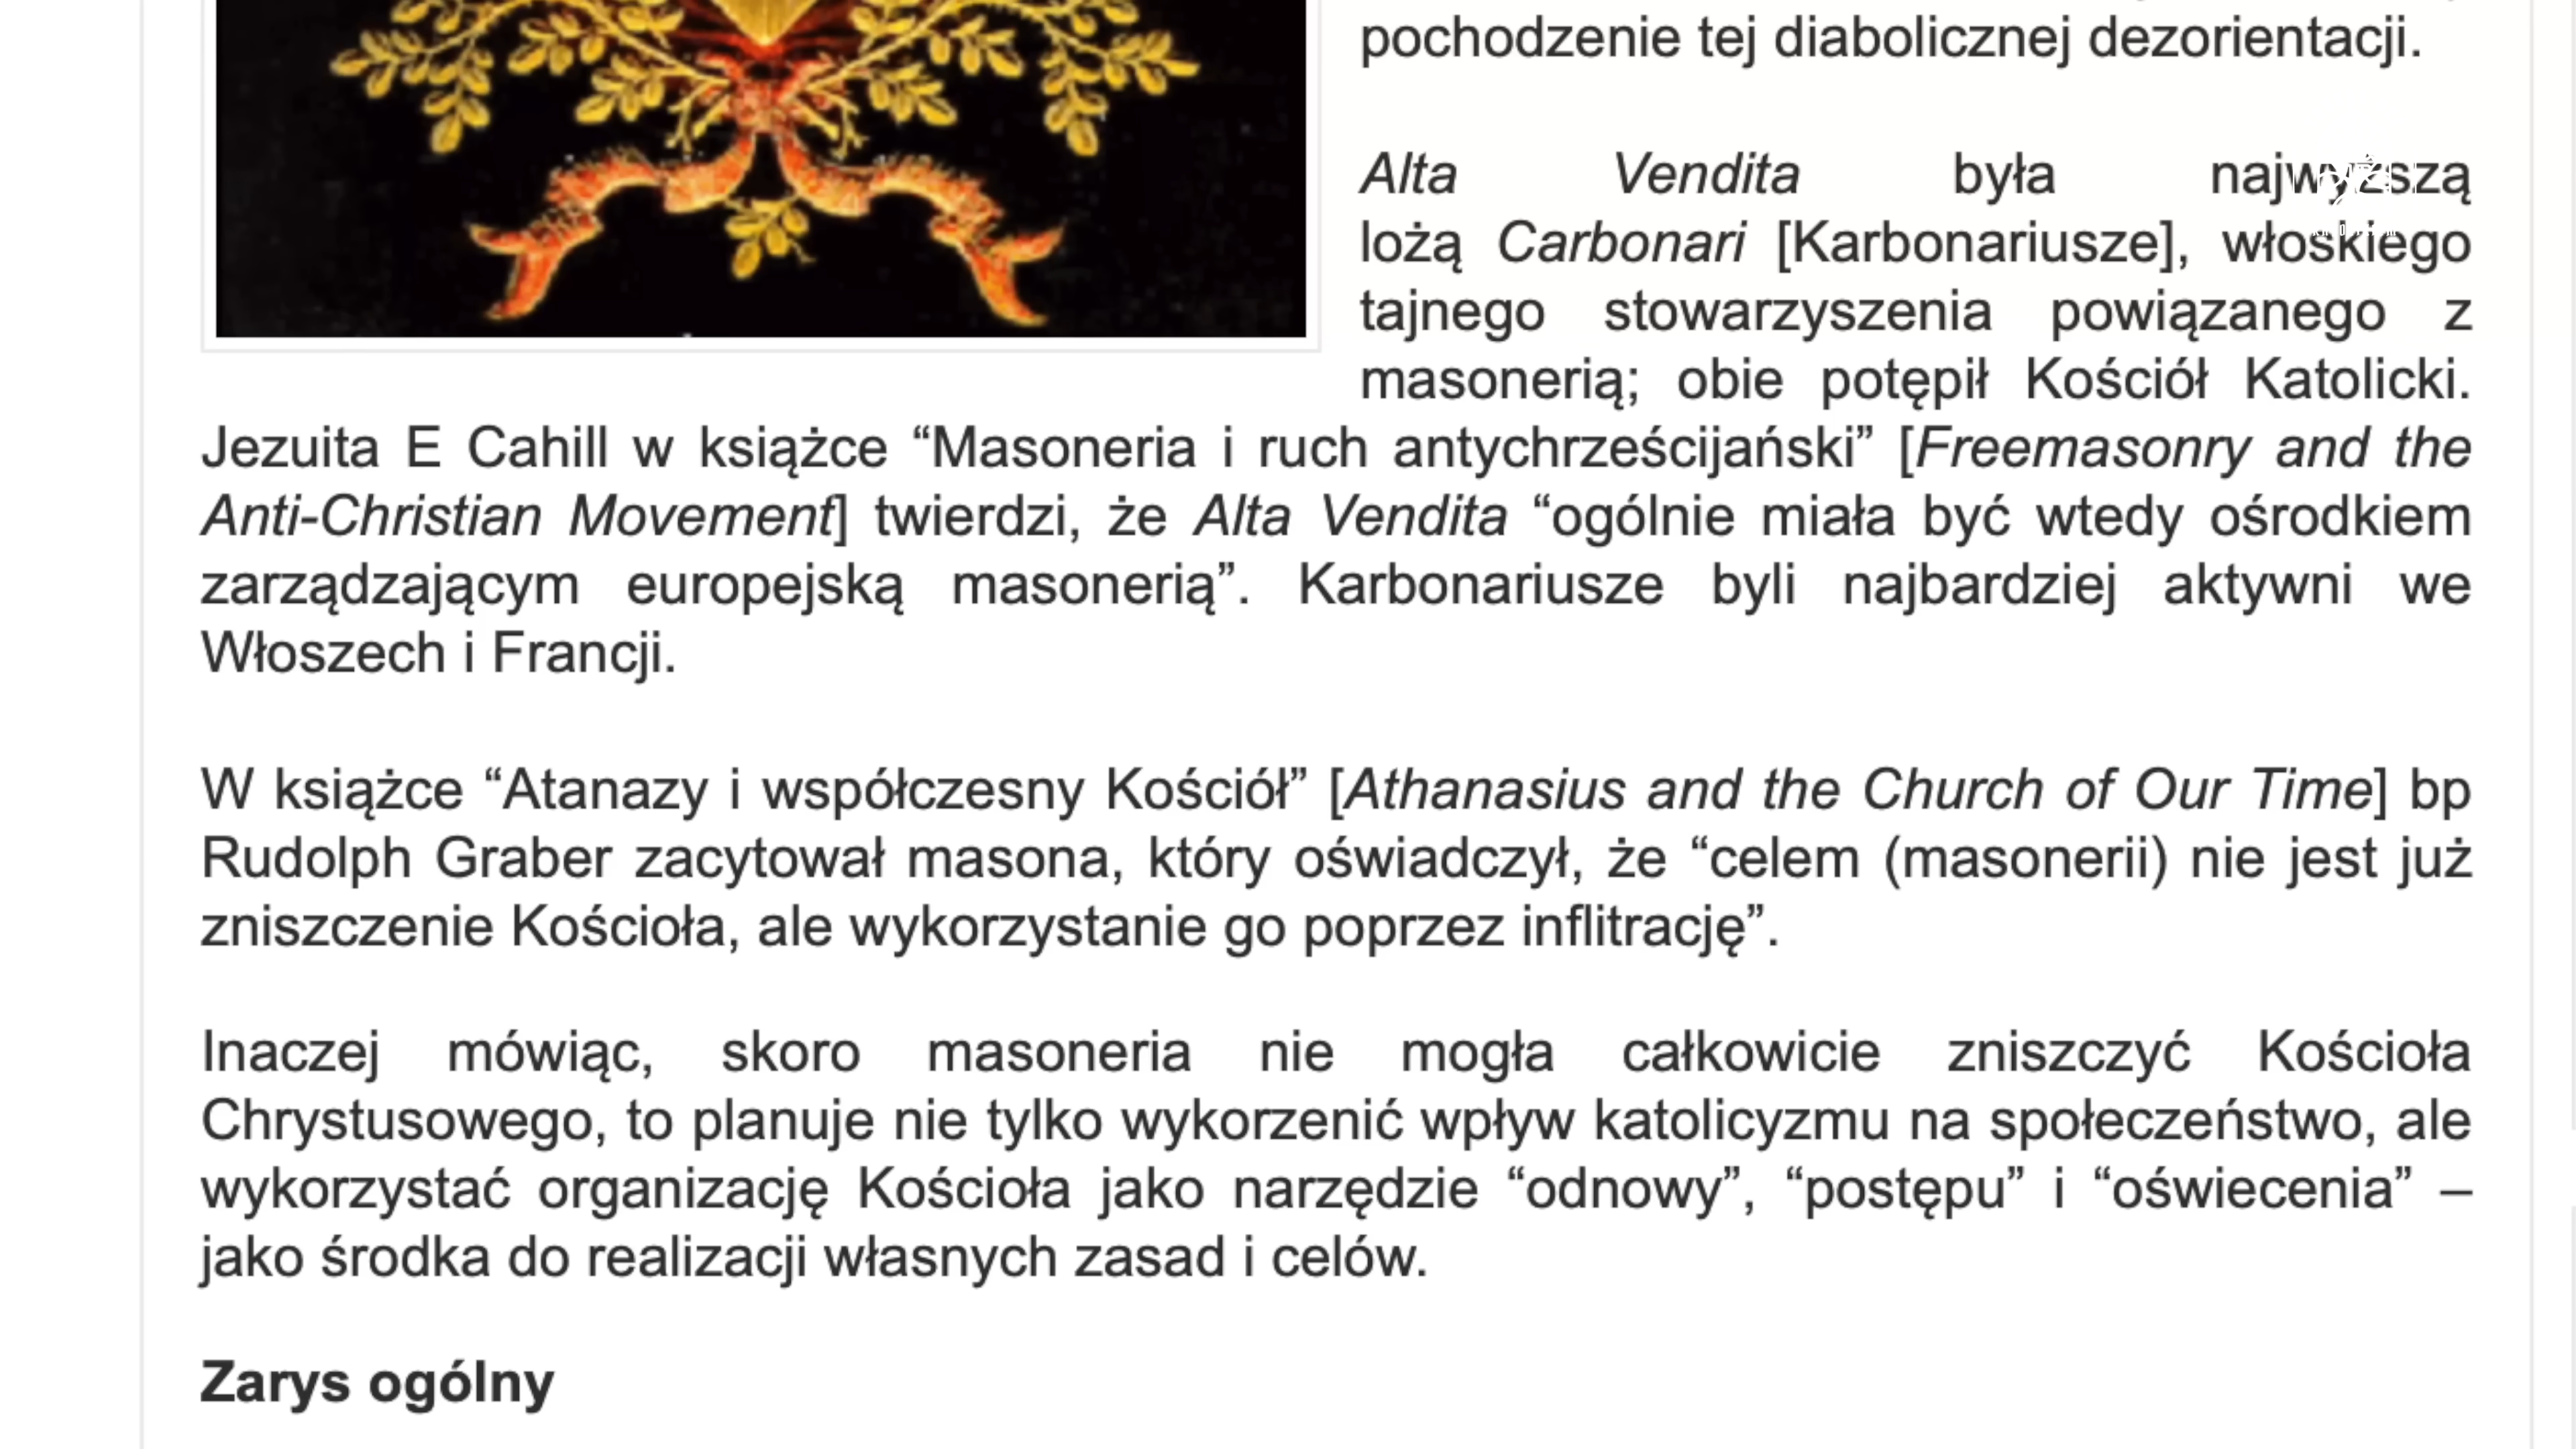 pochodzenie tej diabolicznej dezorientacji.
Alta Vendita była najwyższą
lożą Carbonari [Karbonariusze], włoskiego
tajnego stowarzyszenia powiązanego z
masonerią; obie potępił Kościół Katolicki.
Jezuita E Cahill w książce “Masoneria i ruch antychrześcijański” [Freemasonry and the
Anti-Christian Movement] twierdzi, że Alta Vendita “ogólnie miała być wtedy ośrodkiem
zarządzającym europejską masonerią”. Karbonariusze byli najbardziej aktywni we
Włoszech i Francji.
W książce “Atanazy i współczesny Kościół” [Athanasius and the Church of Our Time] bp
Rudolph Graber zacytował masona, który oświadczył, że “celem (masonerii) nie jest już
zniszczenie Kościoła, ale wykorzystanie go poprzez inflitrację”.
Inaczej mówiąc, skoro masoneria nie mogła całkowicie zniszczyć Kościoła
Chrystusowego, to planuje nie tylko wykorzenić wpływ katolicyzmu na społeczeństwo, ale
wykorzystać organizację Kościoła jako narzędzie “odnowy”, “postępu” i “oświecenia” –
jako środka do realizacji własnych zasad i celów.
Zarys ogólny